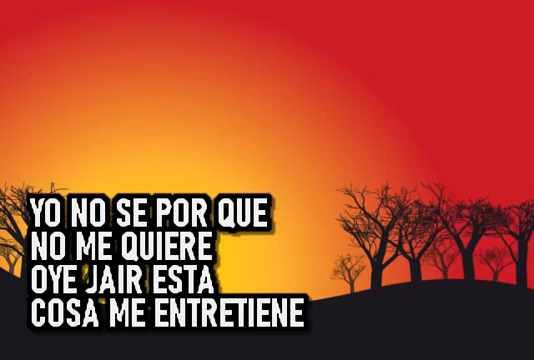 YO NO SE POR QUE
NO ME QUIERE
OYE JAIR ESTA
COSA ME ENTRETIENE